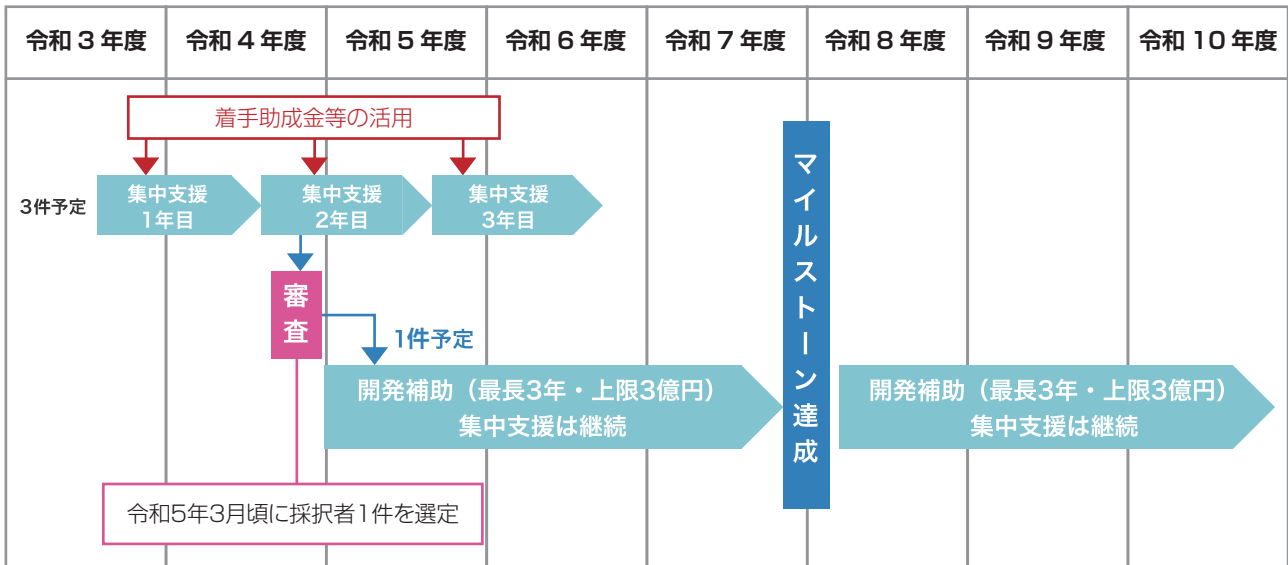 令和 3 年度
令和 4 年度
令和 5 年度
令和 6 年度
令和 7 年度
令和 8 年度
令和 9 年度
令和 10 年度
着手助成金等の活用
3件予定
集中支援
1年目
集中支援
2年目
集中支援
3年目
審査
1件予定
開発補助（最長3年・上限3億円）
集中支援は継続
マイルストーン達成
開発補助（最長3年・上限3億円）
集中支援は継続
令和5年3月頃に採択者1件を選定